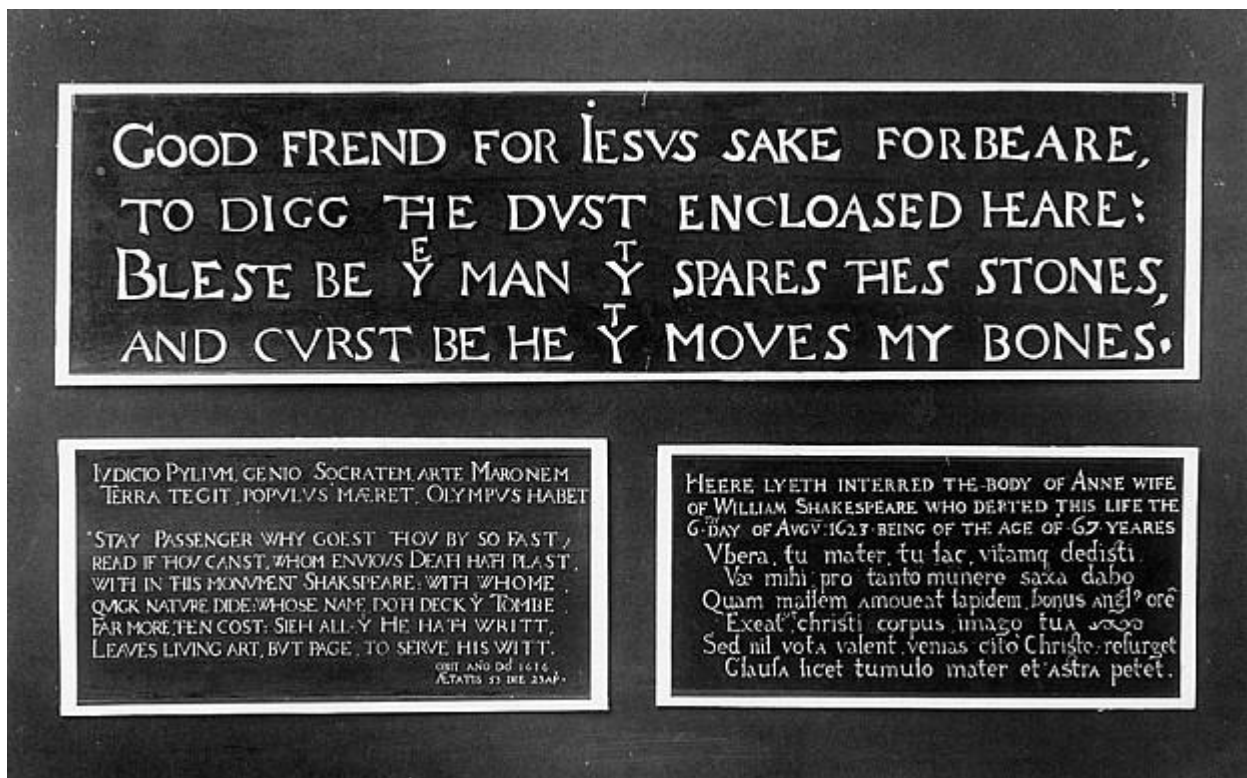 GOOD FREND FOR IESVS SAKE FORBEARE,
TO DIGG THE DVST ENCLOASED HEARE:
BLESE BE Yᴱ MAN Yᵀ SPARES THES STONES,
AND CVRST BE HE Yᵀ MOVES MY BONES.
IVDICIO PYLIVM, GENIO SOCRATEM, ARTE MARONEM
TERRA TEGIT, POPVLVS MÆRET, OLYMPVS HABET
STAY PASSENGER WHY GOEST THOV BY SO FAST,
READ IF THOV CANST, WHOM ENVIOVS DEATH HATH PLAST,
WITH IN THIS MONVMENT SHAKSPEARE: WITH WHOME,
QVICK NATVRE DIDE: WHOSE NAME, DOTH DECK Y TOMBE,
FAR MORE, TEN COST: SIEH ALL, Y HE HATH WRITT,
LEAVES LIVING ART, BVT PAGE, TO SERVE HIS WITT.
OBIT AÑO DOI 1616
ÆTATIS 53 DIE 23 AP.
HEERE LYETH INTERRED THE BODY OF ANNE WIFE
OF WILLIAM SHAKESPEARE WHO DEPTED THIS LIFE THE
6TH DAY OF AVGV: 1623 BEING OF THE AGE OF 67 YEARES
Vbera, tu mater, tu lac, vitamq dedisti.
Væ mihi, pro tanto munere saxa dabo
Quam mallem amoueat lapidem, bonus angl? orẽ
Exeat christi corpus, imago tua
Sed nil vota valent, venias cito Christe, resurget
Clausa licet tumulo mater et astra petet.